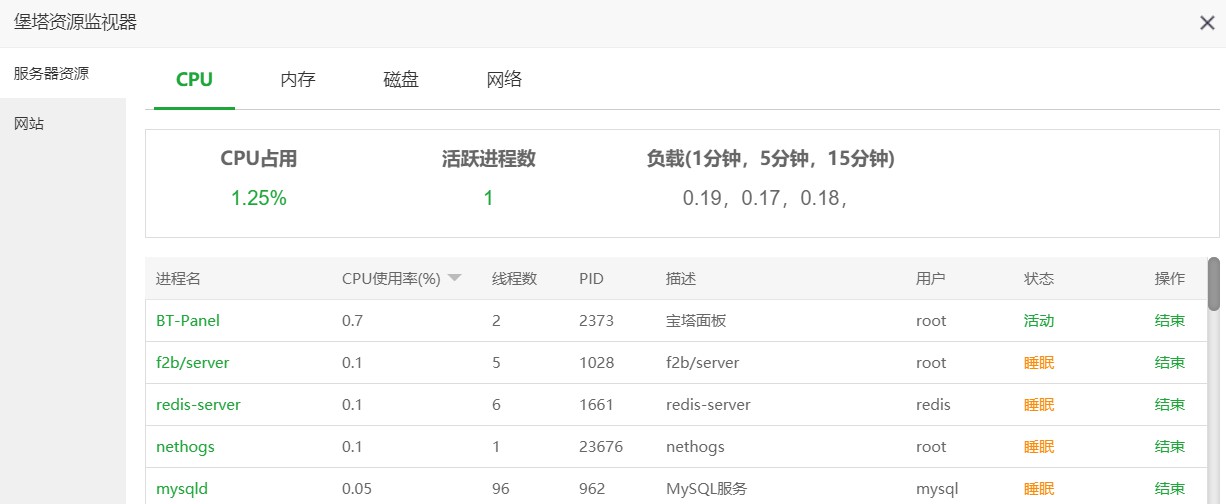 堡塔资源监视器
服务器资源
网站
CPU 内存 磁盘 网络
CPU占用 活跃进程数 负载(1分钟，5分钟，15分钟)
1.25% 1 0.19，0.17，0.18，
进程名 CPU使用率(%) 线程数 PID 描述 用户 状态 操作
BT-Panel 0.7 2 2373 宝塔面板 root 活动 结束
f2b/server 0.1 5 1028 f2b/server root 睡眠 结束
redis-server 0.1 6 1661 redis-server redis 睡眠 结束
nethogs 0.1 1 23676 nethogs root 睡眠 结束
mysqld 0.05 96 962 MySQL服务 mysql 睡眠 结束